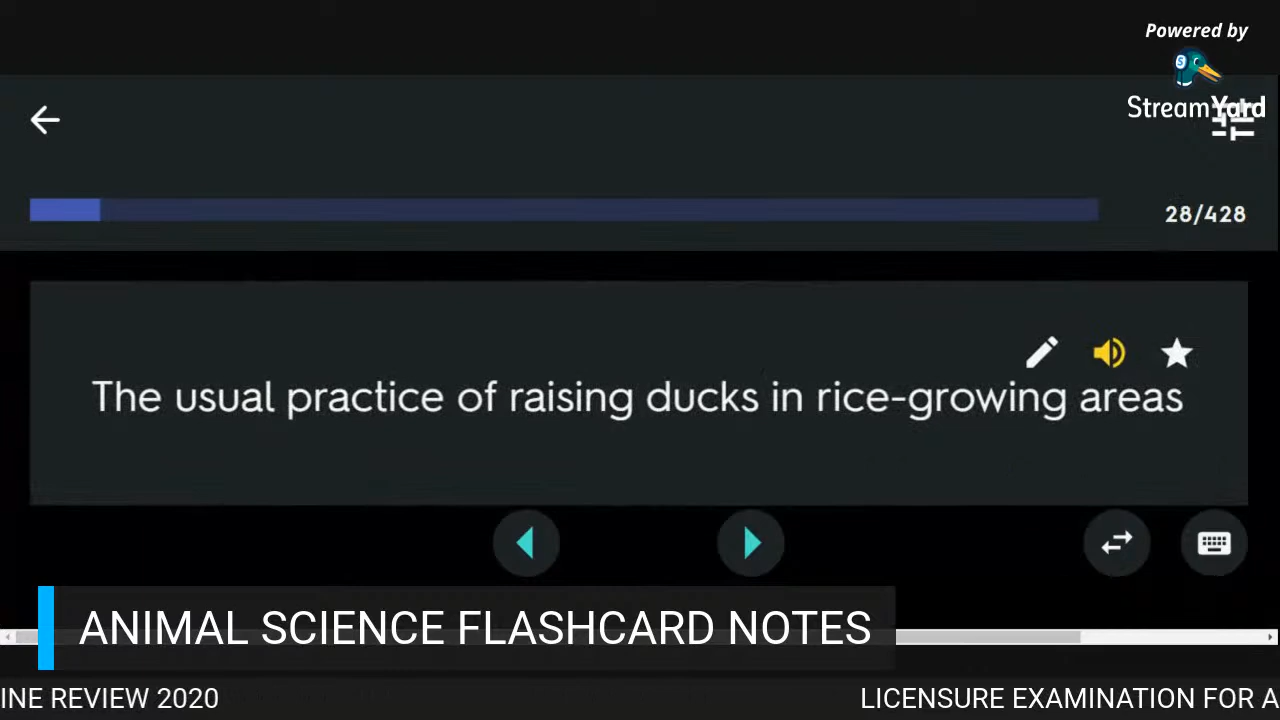 Powered by
StreamYard
28/428
The usual practice of raising ducks in rice-growing areas
ANIMAL SCIENCE FLASHCARD NOTES
INE REVIEW 2020 LICENSURE EXAMINATION FOR A